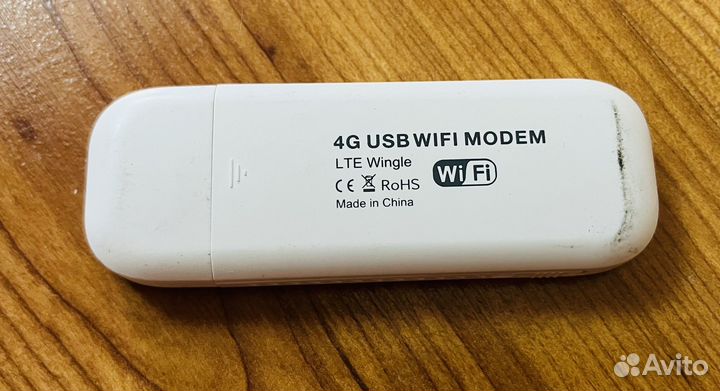 4G USB WIFI MODEM
LTE Wingle
CE RoHS
WiFi
Made in China
Avito